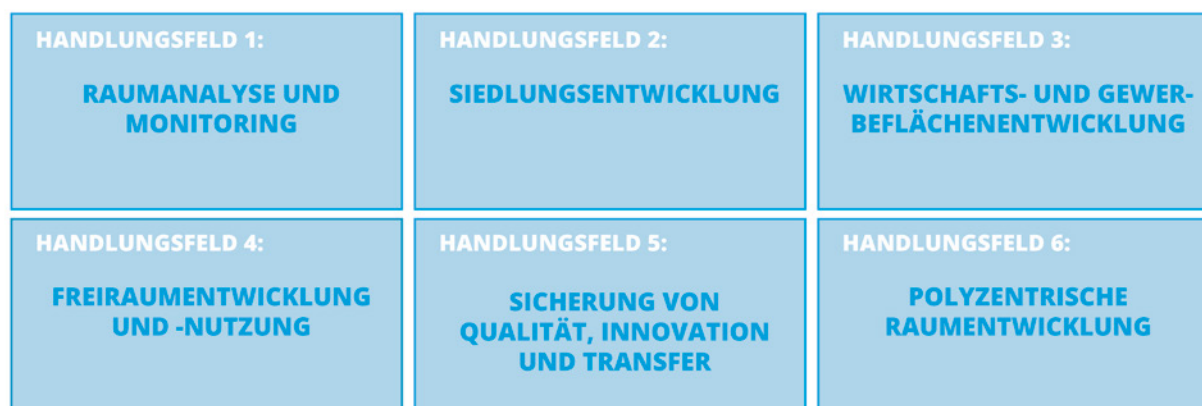 HANDLUNGSFELD 1:
RAUMANALYSE UND
MONITORING
HANDLUNGSFELD 2:
SIEDLUNGSENTWICKLUNG
HANDLUNGSFELD 3:
WIRTSCHAFTS- UND GEWER-
BEFLÄCHENENTWICKLUNG
HANDLUNGSFELD 4:
FREIRAUMENTWICKLUNG
UND -NUTZUNG
HANDLUNGSFELD 5:
SICHERUNG VON
QUALITÄT, INNOVATION
UND TRANSFER
HANDLUNGSFELD 6:
POLYZENTRISCHE
RAUMENTWICKLUNG